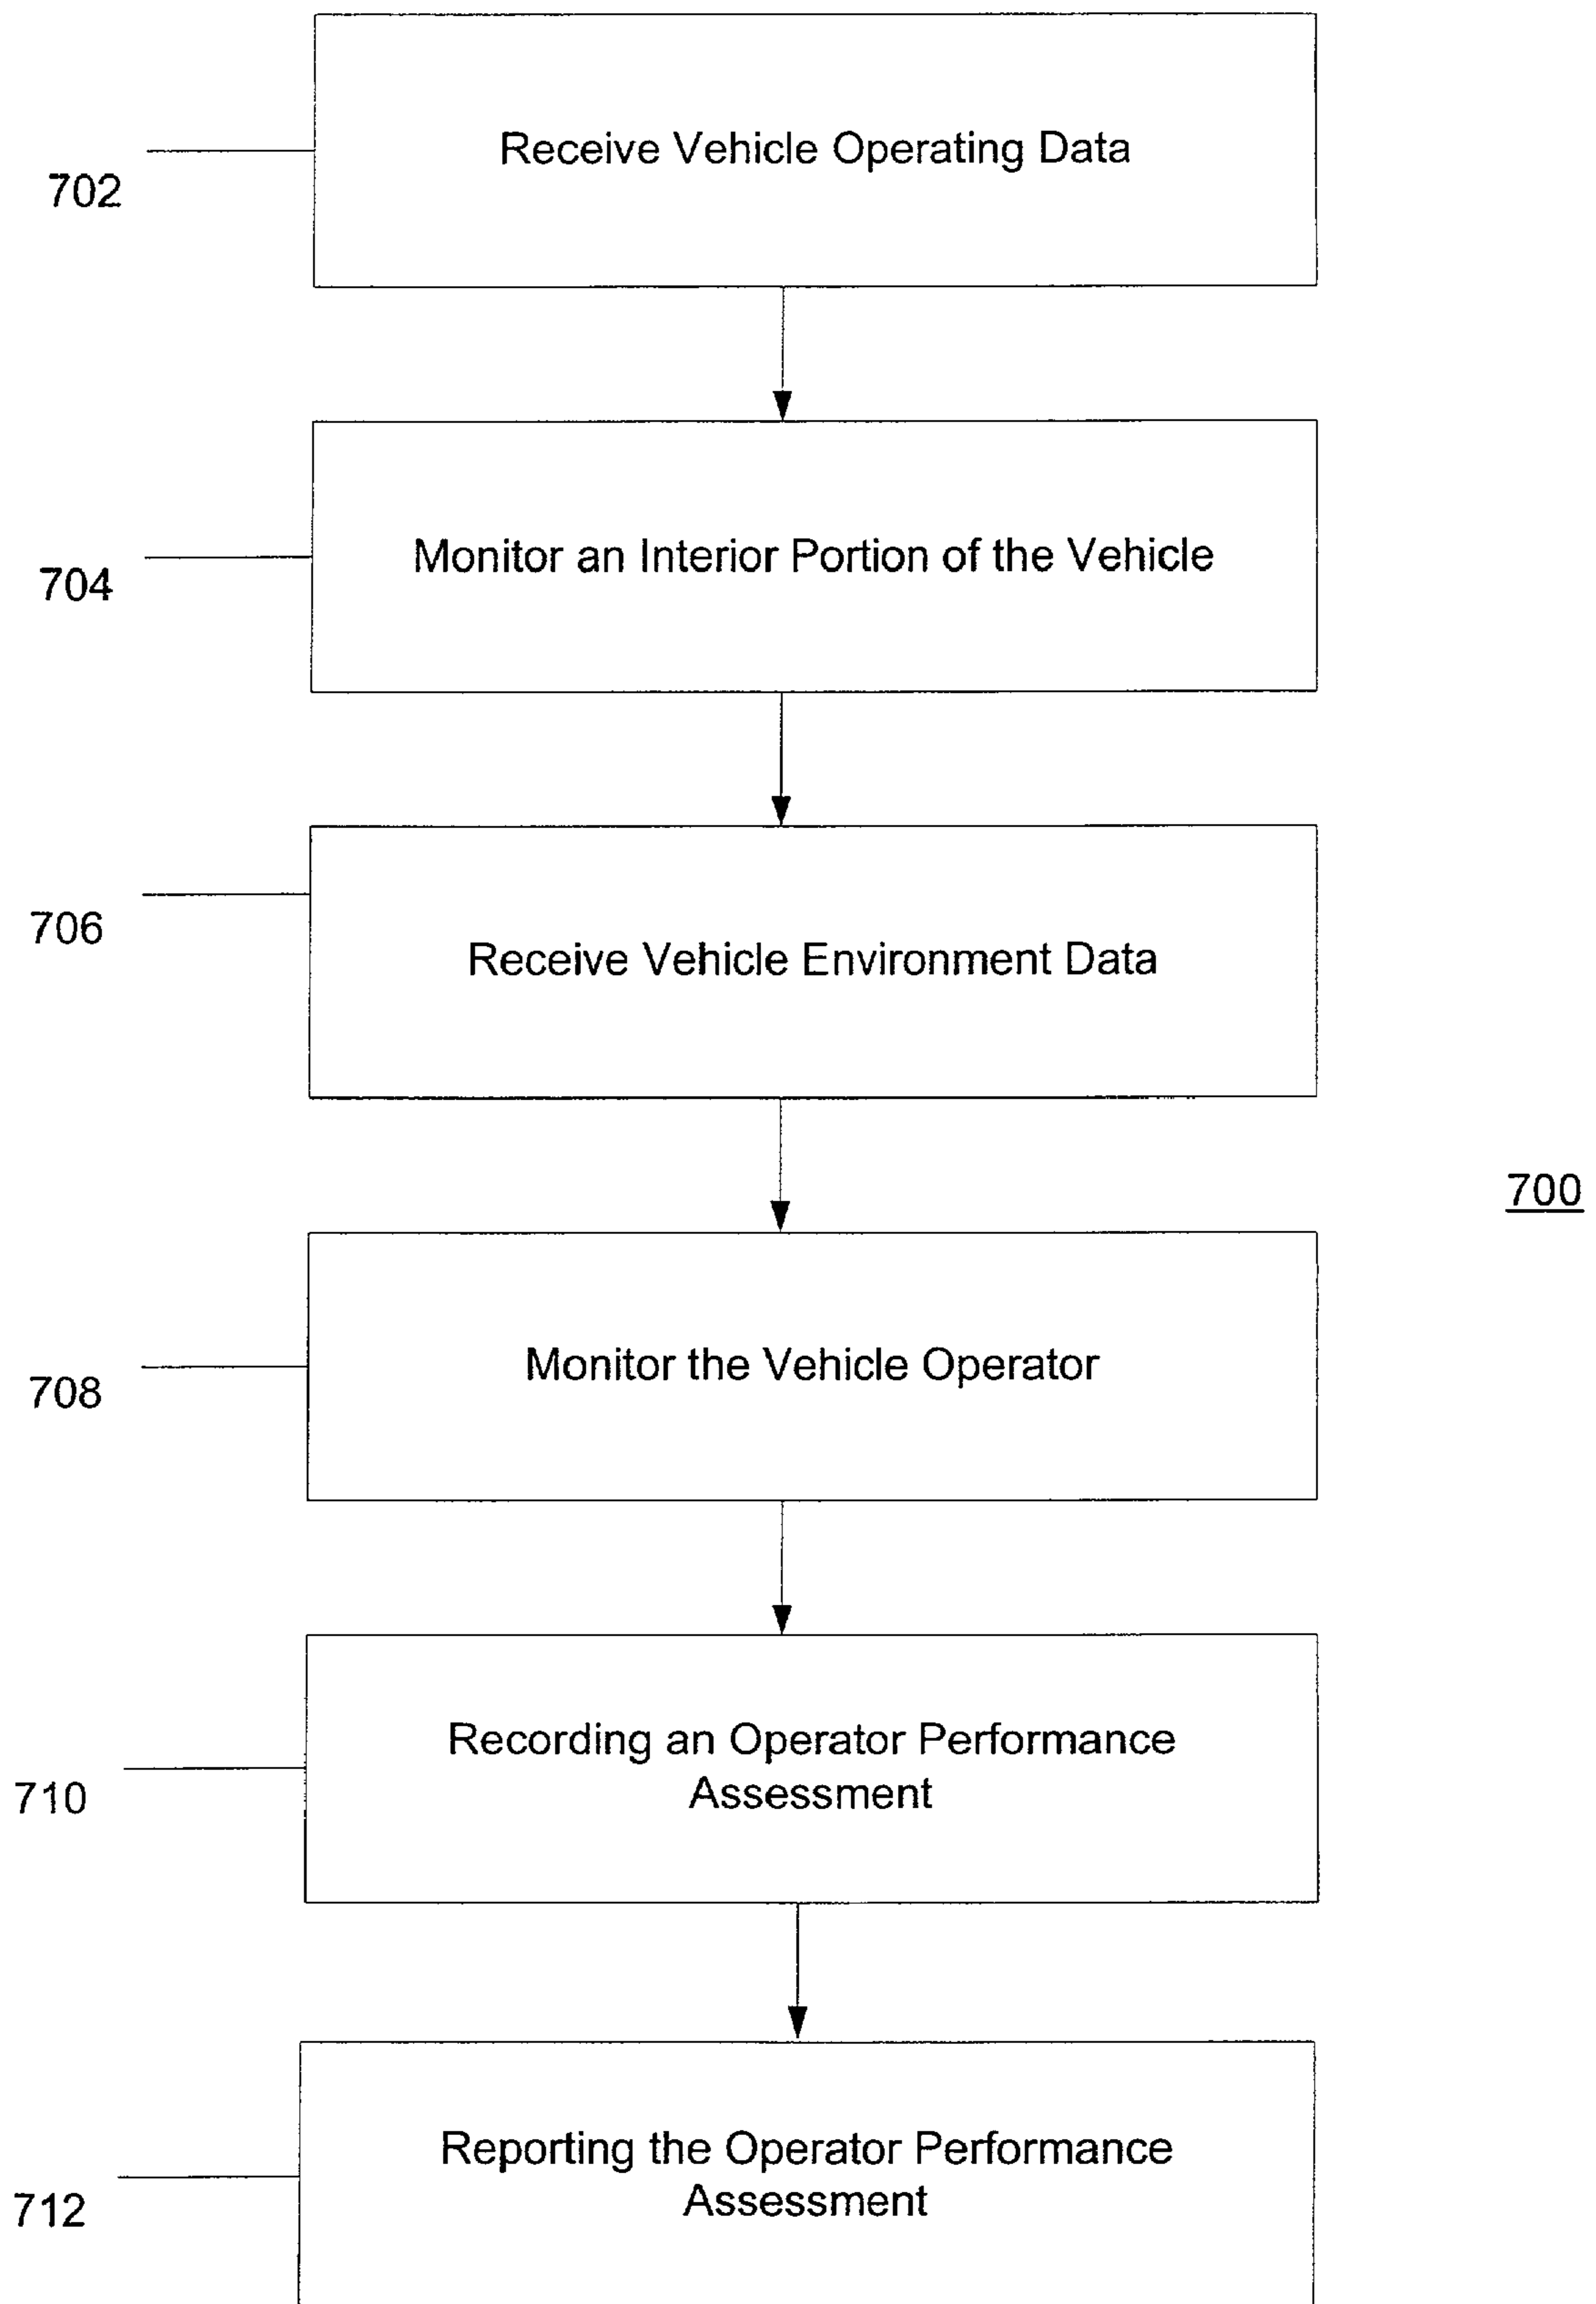 Receive Vehicle Operating Data
702
Monitor an Interior Portion of the Vehicle
704
706
Receive Vehicle Environment Data
700
Monitor the Vehicle Operator
708
Recording an Operator Performance
Assessment
710
Reporting the Operator Performance
Assessment
712